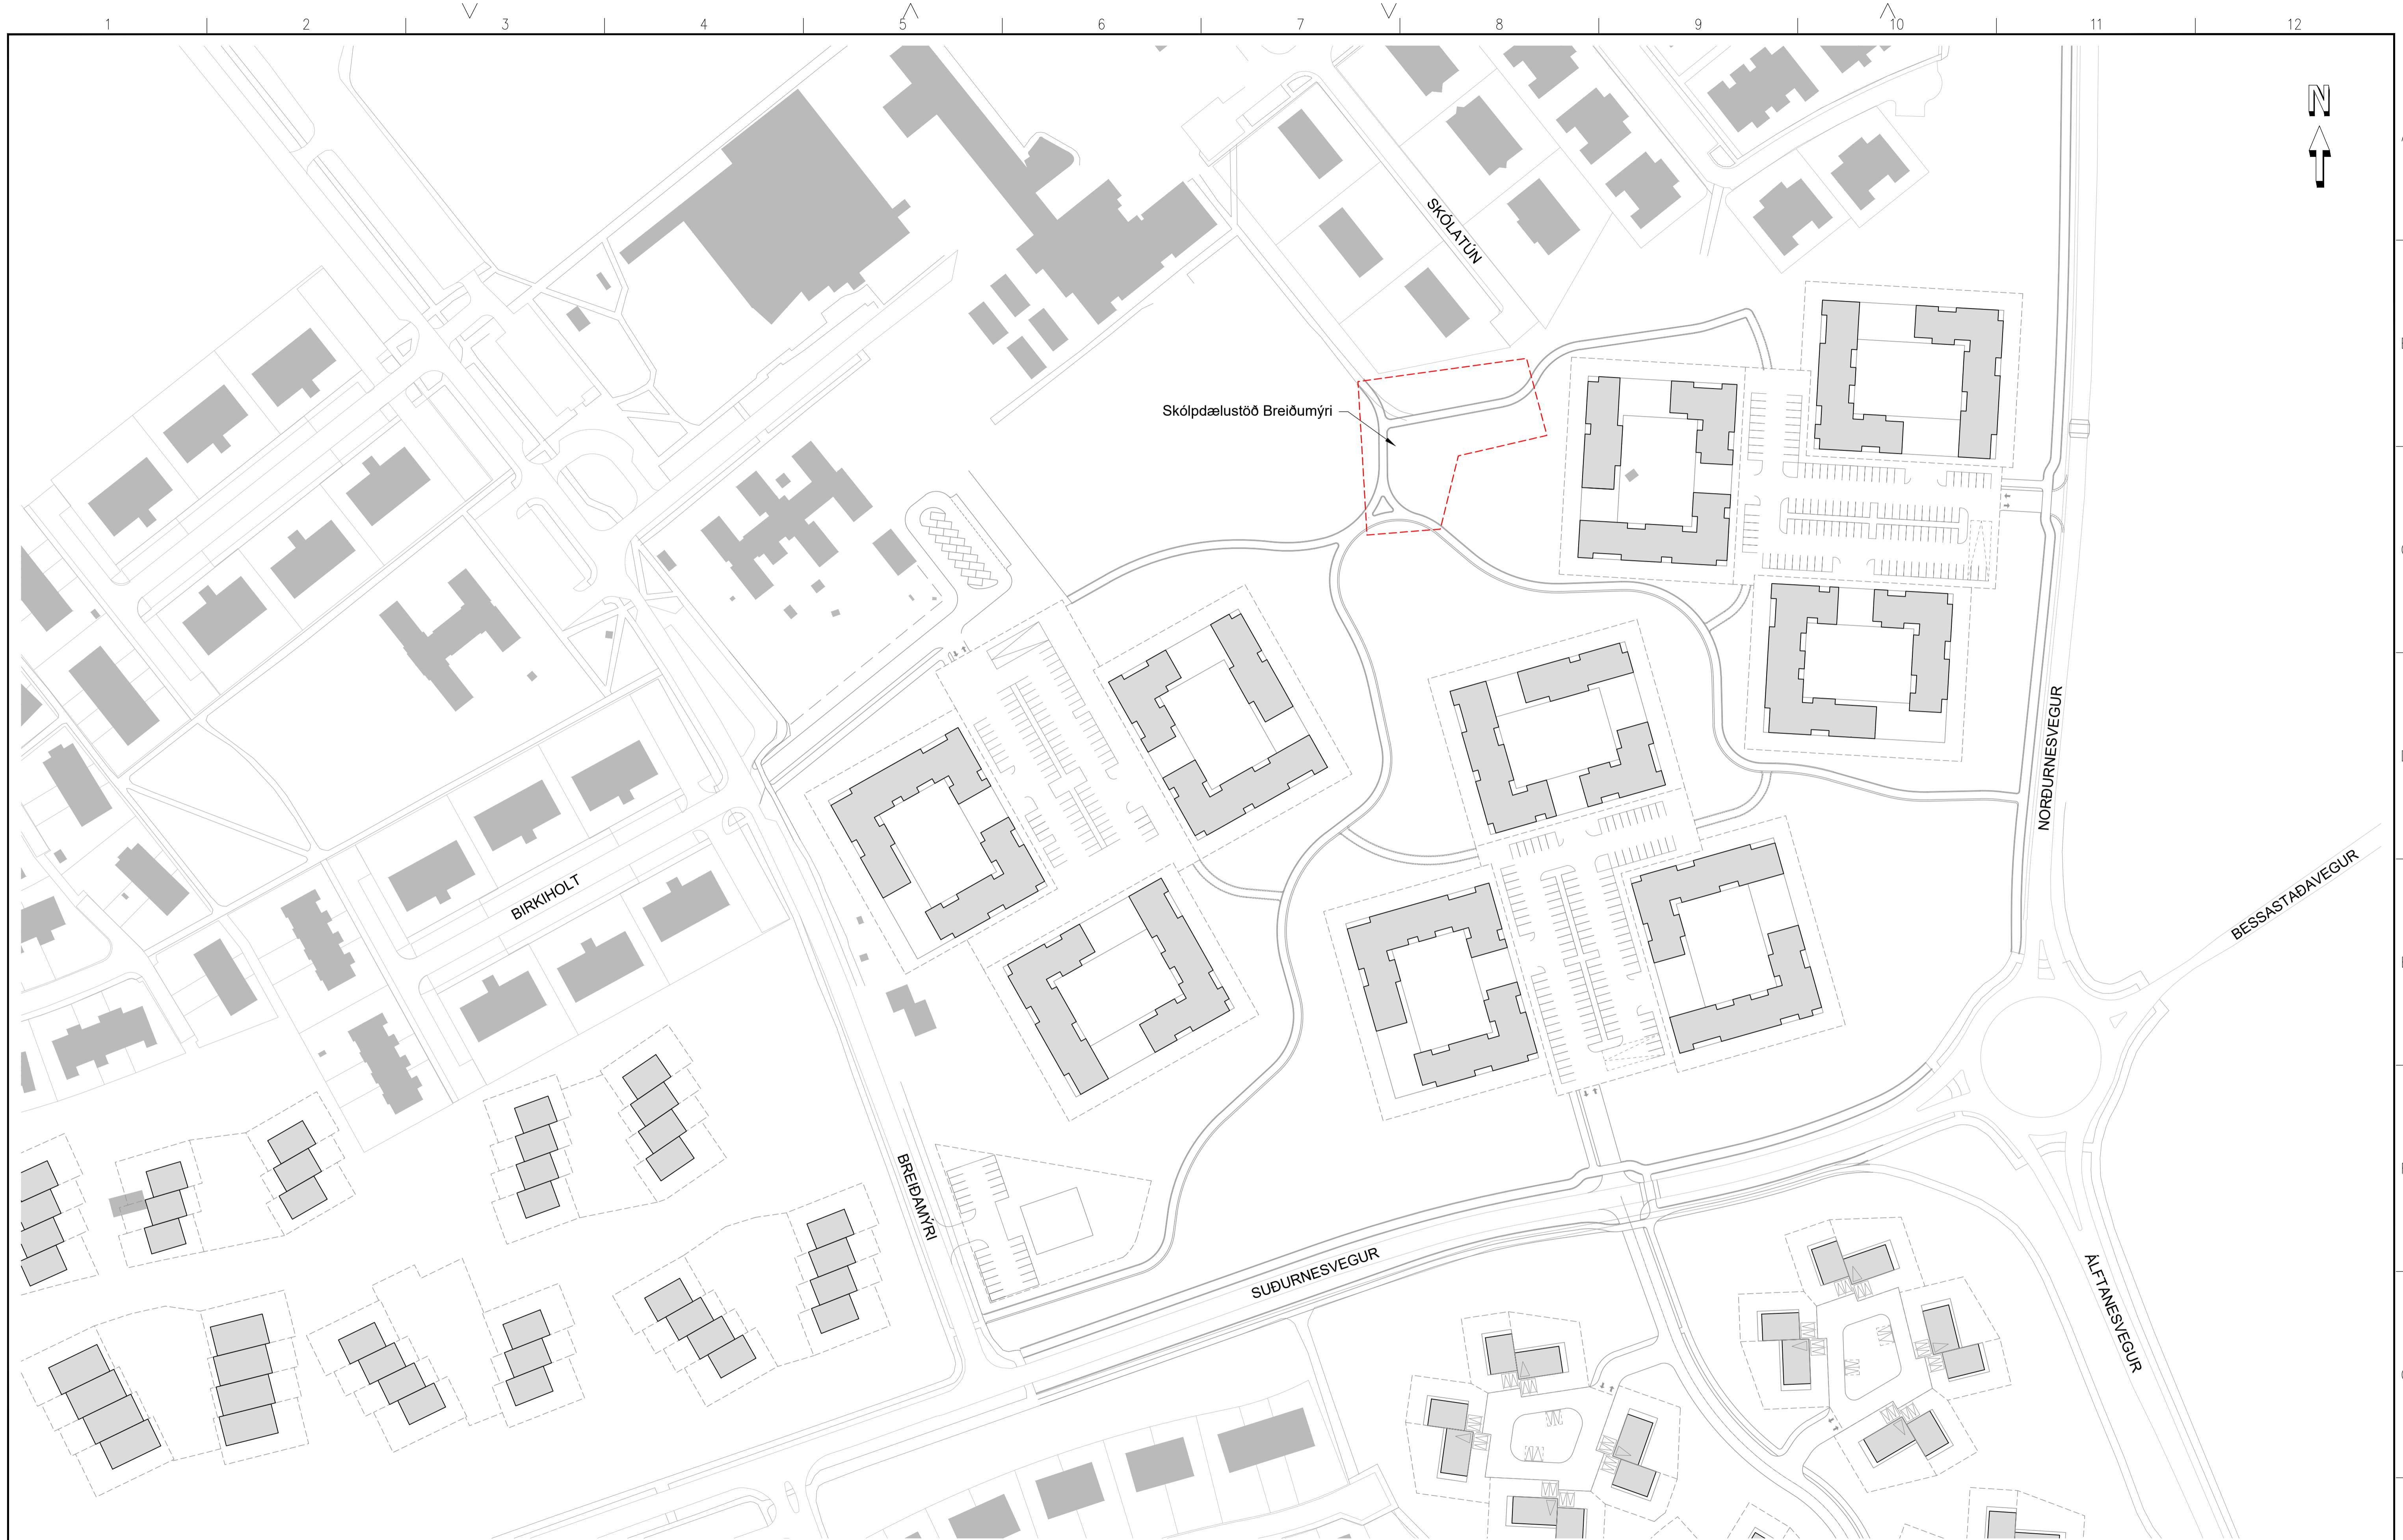 1 2 3 4 5 6 7 8 9 10 11 12
N
SKÓLATÚN
Skólpdælustöð Breiðumýri
NORÐURNESVEGUR
BESSASTAÐAVEGUR
BIRKIHOLT
BREIÐAMÝRI
SUÐURNESVEGUR
ÁLFTANESVEGUR